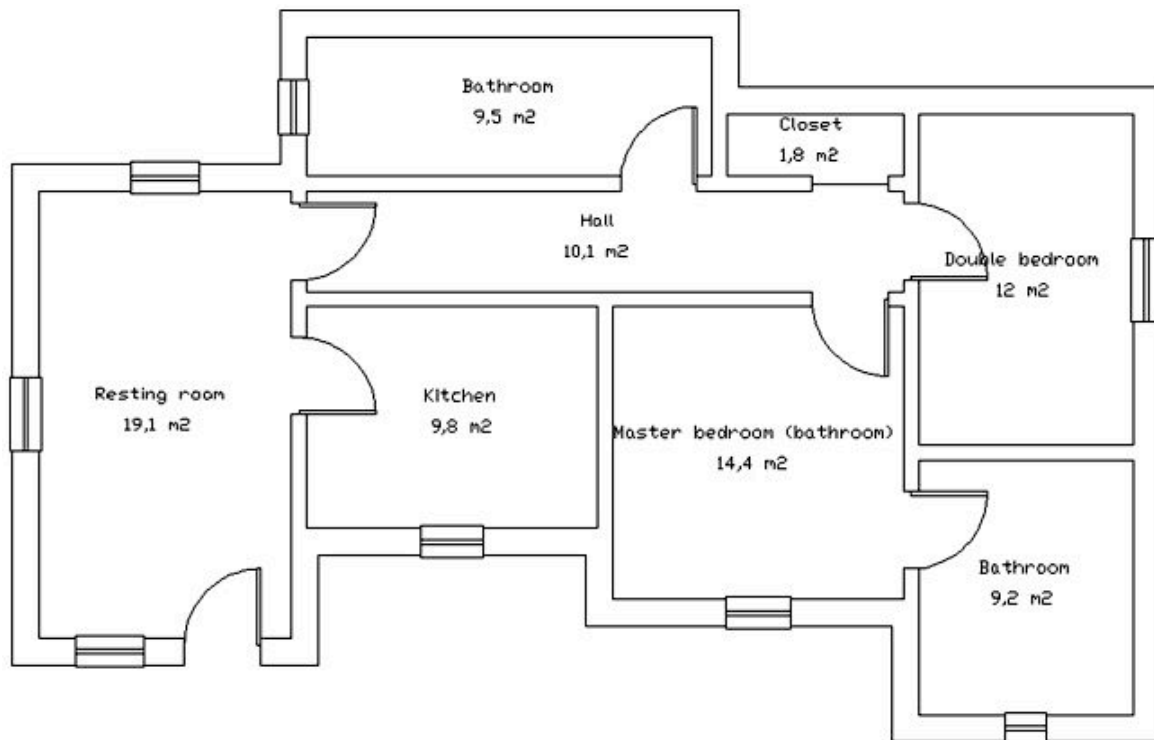 Bathroom
9,5 m2
Closet
1,8 m2
Hall
10,1 m2
Double bedroom
12 m2
Resting room
19,1 m2
KItchen
9,8 m2
Master bedroom (bathroom)
14,4 m2
Bathroom
9,2 m2